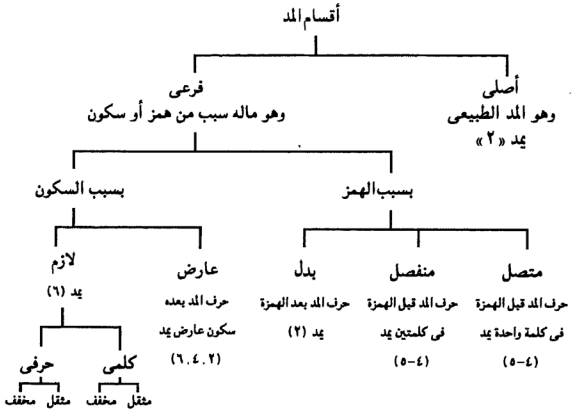 أقسام المد
أصلى
وهو المد الطبيعى
يمد «٢»
فرعى
وهو ماله سبب من همز أو سكون
بسبب الهمز
بسبب السكون
متصل
حرف المد قبل الهمزة
فى كلمة واحدة يمد
(٤-٥)
منفصل
حرف المد قبل الهمزة
فى كلمتين يمد
(٤-٥)
بدل
حرف المد بعد الهمزة
يمد (٢)
عارض
حرف المد بعده
سكون عارض يمد
(٢ ، ٤ ، ٦)
لازم
يمد (٦)
كلمى
حرفى
مثقل مخفف
مثقل مخفف